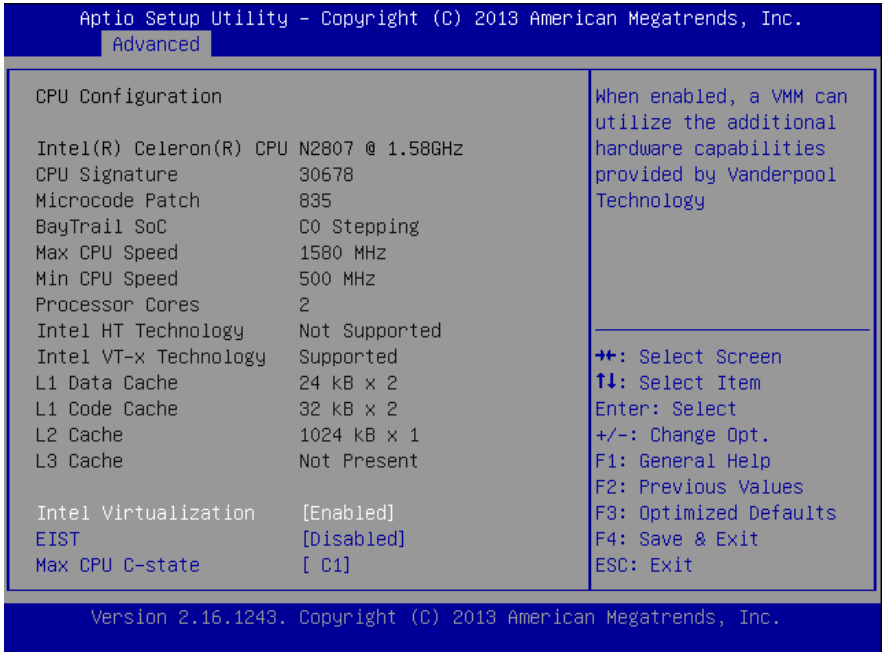 Aptio Setup Utility – Copyright (C) 2013 American Megatrends, Inc.
Advanced
CPU Configuration
Intel(R) Celeron(R) CPU N2807 @ 1.58GHz
CPU Signature 30678
Microcode Patch 835
BayTrail SoC C0 Stepping
Max CPU Speed 1580 MHz
Min CPU Speed 500 MHz
Processor Cores 2
Intel HT Technology Not Supported
Intel VT-x Technology Supported
L1 Data Cache 24 kB x 2
L1 Code Cache 32 kB x 2
L2 Cache 1024 kB x 1
L3 Cache Not Present
Intel Virtualization [Enabled]
EIST [Disabled]
Max CPU C-state [ C1]
When enabled, a VMM can
utilize the additional
hardware capabilities
provided by Vanderpool
Technology
→←: Select Screen
↑↓: Select Item
Enter: Select
+/-: Change Opt.
F1: General Help
F2: Previous Values
F3: Optimized Defaults
F4: Save & Exit
ESC: Exit
Version 2.16.1243. Copyright (C) 2013 American Megatrends, Inc.